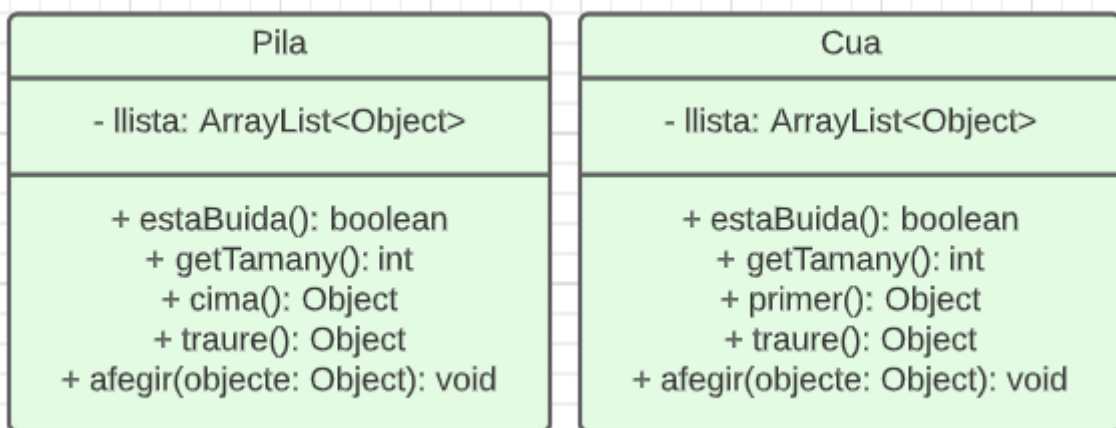 Pila
- llista: ArrayList<Object>
+ estaBuida(): boolean
+ getTamany(): int
+ cima(): Object
+ traure(): Object
+ afegir(objecte: Object): void
Cua
- llista: ArrayList<Object>
+ estaBuida(): boolean
+ getTamany(): int
+ primer(): Object
+ traure(): Object
+ afegir(objecte: Object): void